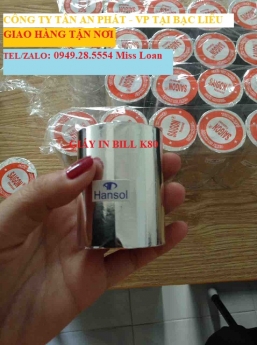 CÔNG TY TÂN AN PHÁT - VP TẠI BẠC LIÊU
GIAO HÀNG TẬN NƠI
TEL/ZALO: 0949.28.5554 Miss Loan
GIẤY IN BILL K80
Hansol